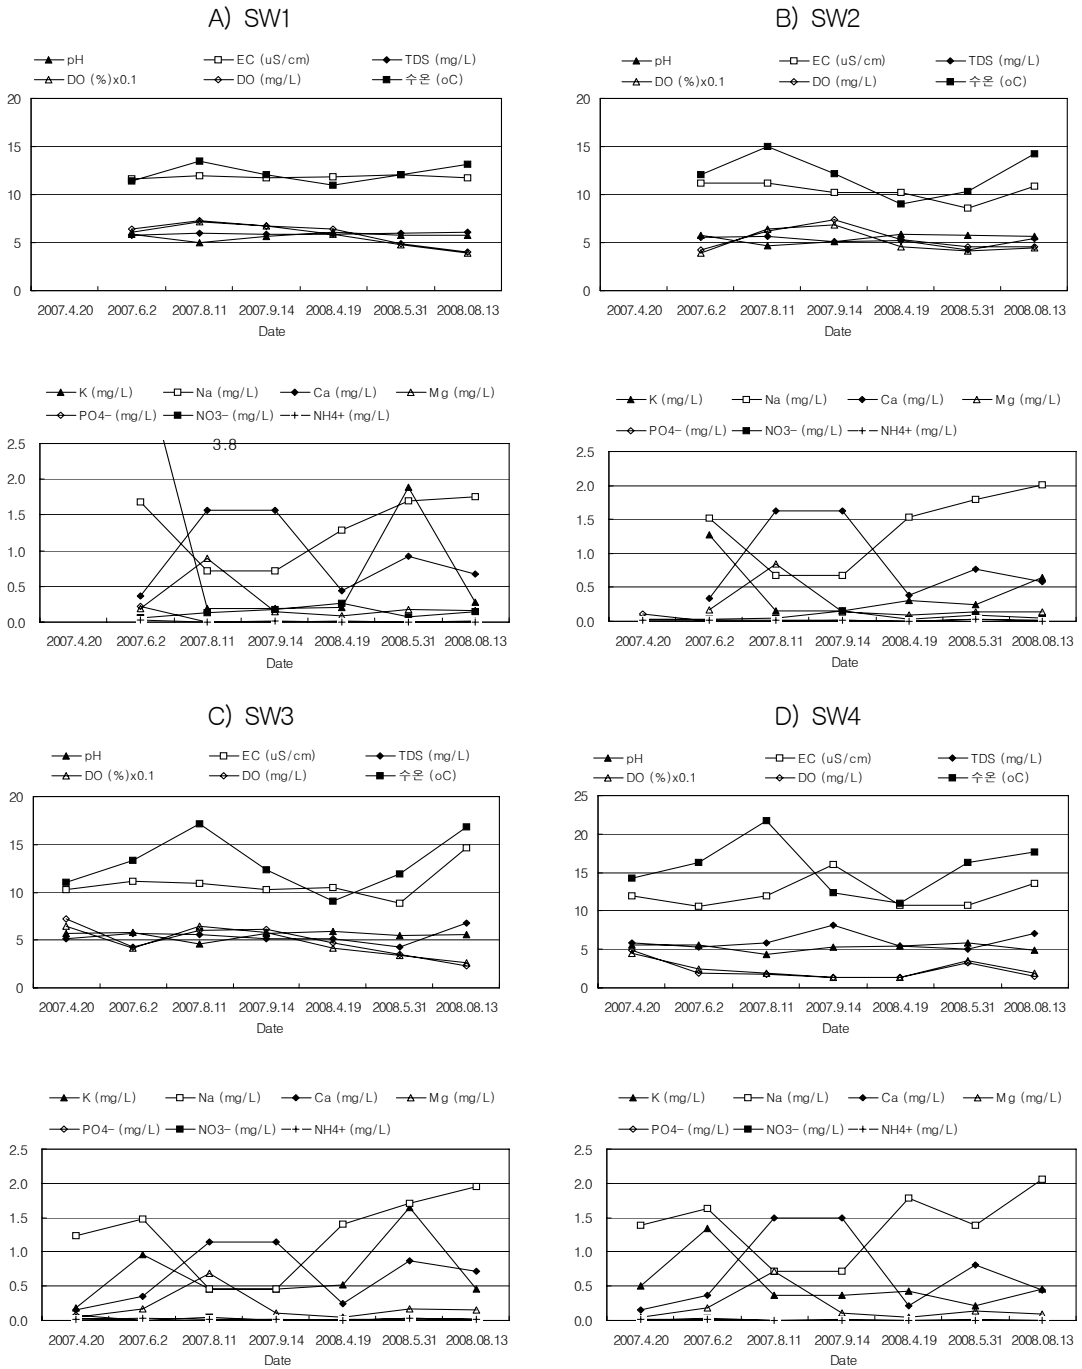 A) SW1
pH EC (uS/cm) TDS (mg/L)
DO (%)x0.1 DO (mg/L) 수온 (oC)
20
15
10
5
0
2007.4.20 2007.6.2 2007.8.11 2007.9.14 2008.4.19 2008.5.31 2008.08.13
Date
K (mg/L) Na (mg/L) Ca (mg/L) Mg (mg/L)
PO4- (mg/L) NO3- (mg/L) NH4+ (mg/L)
3.8
2.5
2.0
1.5
1.0
0.5
0.0
2007.4.20 2007.6.2 2007.8.11 2007.9.14 2008.4.19 2008.5.31 2008.08.13
Date
B) SW2
pH EC (uS/cm) TDS (mg/L)
DO (%)x0.1 DO (mg/L) 수온 (oC)
20
15
10
5
0
2007.4.20 2007.6.2 2007.8.11 2007.9.14 2008.4.19 2008.5.31 2008.08.13
Date
K (mg/L) Na (mg/L) Ca (mg/L) Mg (mg/L)
PO4- (mg/L) NO3- (mg/L) NH4+ (mg/L)
2.5
2.0
1.5
1.0
0.5
0.0
2007.4.20 2007.6.2 2007.8.11 2007.9.14 2008.4.19 2008.5.31 2008.08.13
Date
C) SW3
pH EC (uS/cm) TDS (mg/L)
DO (%)x0.1 DO (mg/L) 수온 (oC)
20
15
10
5
0
2007.4.20 2007.6.2 2007.8.11 2007.9.14 2008.4.19 2008.5.31 2008.08.13
Date
K (mg/L) Na (mg/L) Ca (mg/L) Mg (mg/L)
PO4- (mg/L) NO3- (mg/L) NH4+ (mg/L)
2.5
2.0
1.5
1.0
0.5
0.0
2007.4.20 2007.6.2 2007.8.11 2007.9.14 2008.4.19 2008.5.31 2008.08.13
Date
D) SW4
pH EC (uS/cm) TDS (mg/L)
DO (%)x0.1 DO (mg/L) 수온 (oC)
25
20
15
10
5
0
2007.4.20 2007.6.2 2007.8.11 2007.9.14 2008.4.19 2008.5.31 2008.08.13
Date
K (mg/L) Na (mg/L) Ca (mg/L) Mg (mg/L)
PO4- (mg/L) NO3- (mg/L) NH4+ (mg/L)
2.5
2.0
1.5
1.0
0.5
0.0
2007.4.20 2007.6.2 2007.8.11 2007.9.14 2008.4.19 2008.5.31 2008.08.13
Date